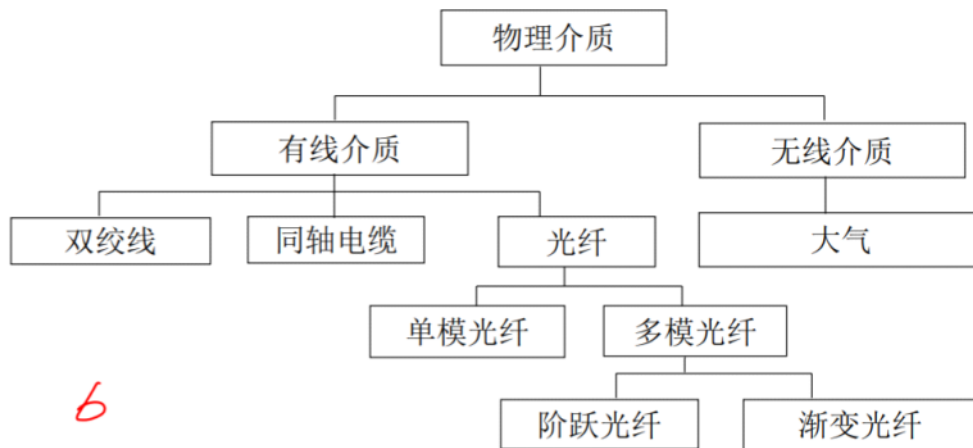 物理介质
有线介质
无线介质
双绞线
同轴电缆
光纤
大气
单模光纤
多模光纤
阶跃光纤
渐变光纤
6